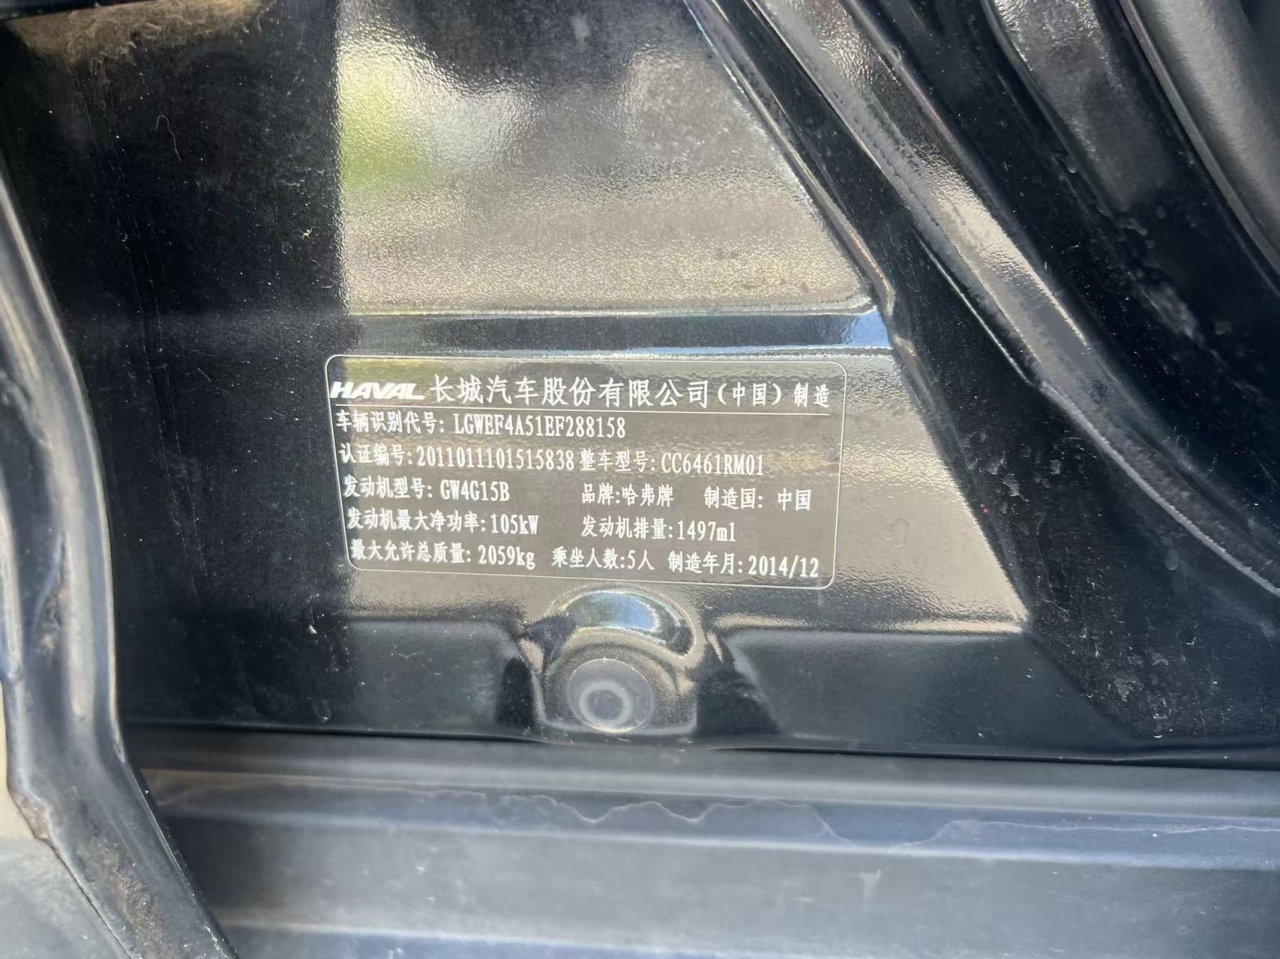 HAVAL 长城汽车股份有限公司(中国)制造
车辆识别代号: LGWEF4A51EF288158
认证编号:2011011101515838 整车型号:CC6461RM01
发动机型号: GW4G15B 品牌:哈弗牌 制造国: 中国
发动机最大净功率:105kW 发动机排量:1497ml
最大允许总质量: 2059kg 乘坐人数:5人 制造年月:2014/12